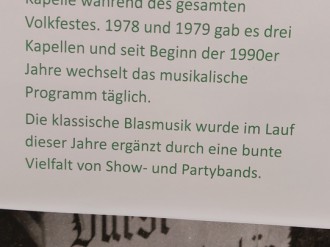 Kapelle während des gesamten
Volkfestes. 1978 und 1979 gab es drei
Kapellen und seit Beginn der 1990er
Jahre wechselt das musikalische
Programm täglich.
Die klassische Blasmusik wurde im Lauf
dieser Jahre ergänzt durch eine bunte
Vielfalt von Show- und Partybands.
Durst